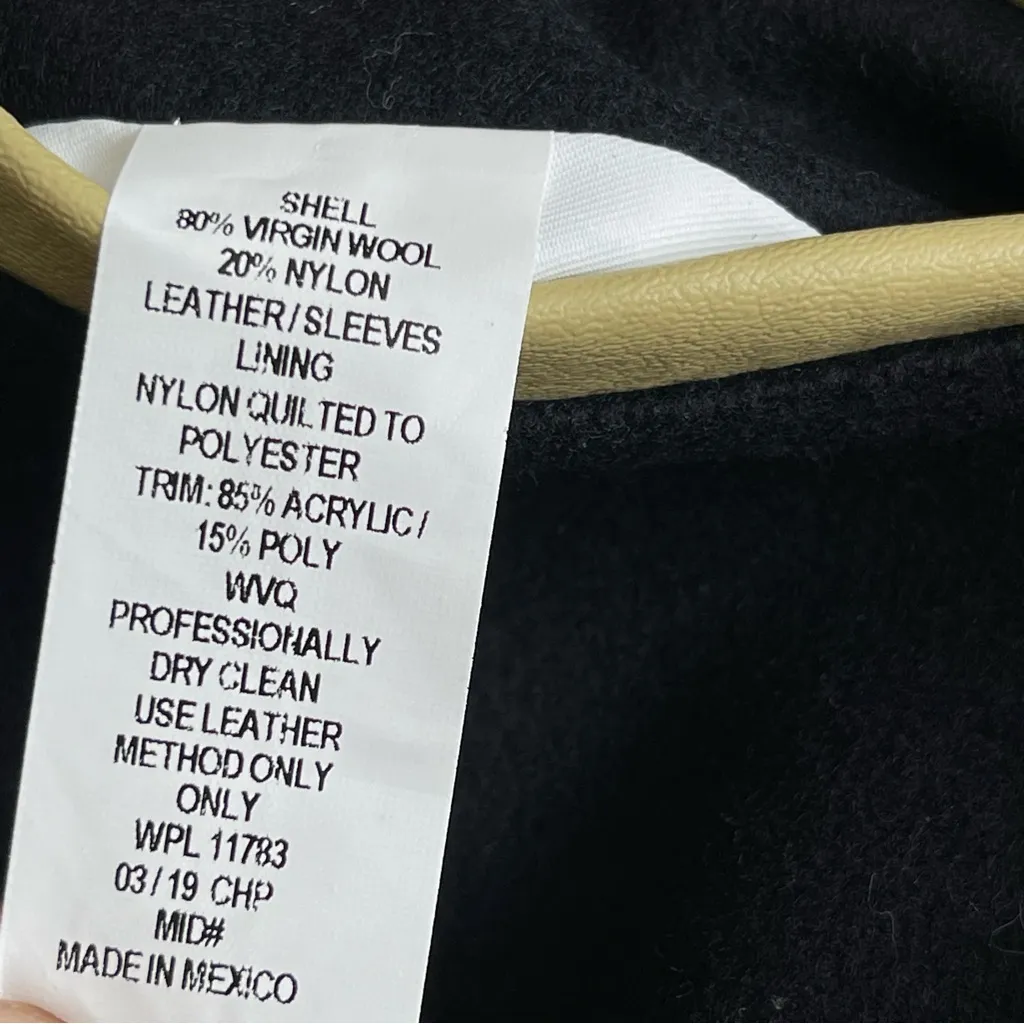 SHELL
80% VIRGIN WOOL
20% NYLON
LEATHER/SLEEVES
LINING
NYLON QUILTED TO
POLYESTER
TRIM: 85% ACRYLIC/
15% POLY
WVQ
PROFESSIONALLY
DRY CLEAN
USE LEATHER
METHOD ONLY
ONLY
WPL 11783
03/19 CHP
MID#
MADE IN MEXICO